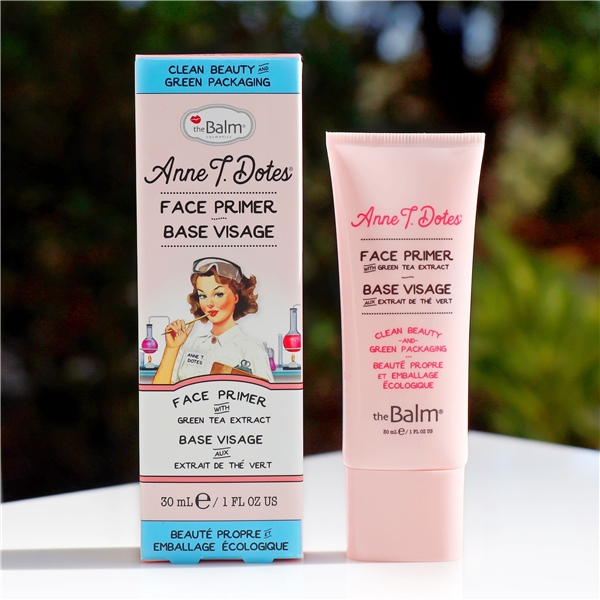 CLEAN BEAUTY AND
GREEN PACKAGING
theBalm®
cosmetics
Anne T. Dotes®
FACE PRIMER
BASE VISAGE
ANNE T.
DOTES
FACE PRIMER
WITH
GREEN TEA EXTRACT
BASE VISAGE
AUX
EXTRAIT DE THÉ VERT
30 mL e / 1 FL OZ US
BEAUTÉ PROPRE ET
EMBALLAGE ÉCOLOGIQUE
Anne T. Dotes®
FACE PRIMER
WITH GREEN TEA EXTRACT
BASE VISAGE
AUX EXTRAIT DE THÉ VERT
CLEAN BEAUTY
-AND-
GREEN PACKAGING
BEAUTÉ PROPRE
ET EMBALLAGE
ÉCOLOGIQUE
theBalm®
30 mL e / 1 FL OZ US